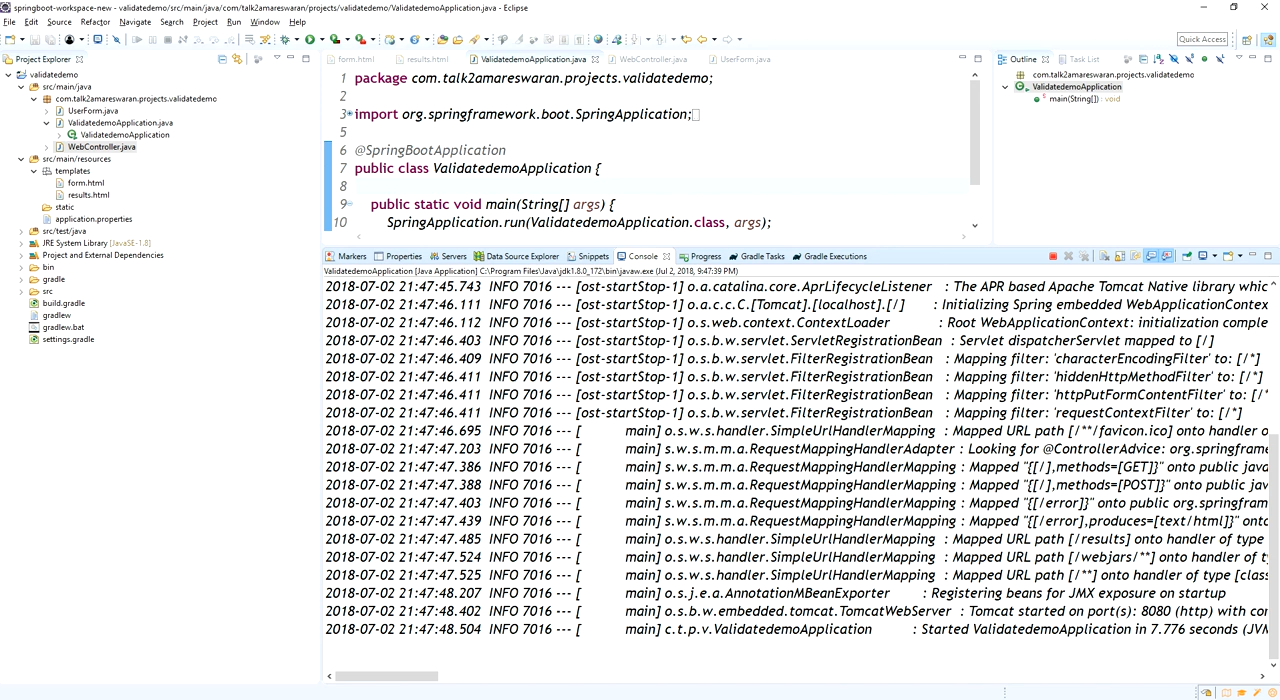 springboot-workspace-new - validatedemo/src/main/java/com/talk2amareswaran/projects/validatedemo/ValidatedemoApplication.java - Eclipse
File Edit Source Refactor Navigate Search Project Run Window Help
Quick Access
Project Explorer
validatedemo
src/main/java
com.talk2amareswaran.projects.validatedemo
UserForm.java
ValidatedemoApplication.java
ValidatedemoApplication
WebController.java
src/main/resources
templates
form.html
results.html
static
application.properties
src/test/java
JRE System Library [JavaSE-1.8]
Project and External Dependencies
bin
gradle
src
build.gradle
gradlew
gradlew.bat
settings.gradle
form.html results.html ValidatedemoApplication.java WebController.java UserForm.java
1 package com.talk2amareswaran.projects.validatedemo;
2
3 import org.springframework.boot.SpringApplication;
5
6 @SpringBootApplication
7 public class ValidatedemoApplication {
8
9 public static void main(String[] args) {
10 SpringApplication.run(ValidatedemoApplication.class, args);
Outline Task List
com.talk2amareswaran.projects.validatedemo
ValidatedemoApplication
main(String[]) : void
Markers Properties Servers Data Source Explorer Snippets Console Progress Gradle Tasks Gradle Executions
ValidatedemoApplication [Java Application] C:\Program Files\Java\jdk1.8.0_172\bin\javaw.exe (Jul 2, 2018, 9:47:39 PM)
2018-07-02 21:47:45.743 INFO 7016 --- [ost-startStop-1] o.a.catalina.core.AprLifecycleListener : The APR based Apache Tomcat Native library whic
2018-07-02 21:47:46.111 INFO 7016 --- [ost-startStop-1] o.a.c.c.C.[Tomcat].[localhost].[/] : Initializing Spring embedded WebApplicationContex
2018-07-02 21:47:46.112 INFO 7016 --- [ost-startStop-1] o.s.web.context.ContextLoader : Root WebApplicationContext: initialization comple
2018-07-02 21:47:46.403 INFO 7016 --- [ost-startStop-1] o.s.b.w.servlet.ServletRegistrationBean : Servlet dispatcherServlet mapped to [/]
2018-07-02 21:47:46.409 INFO 7016 --- [ost-startStop-1] o.s.b.w.servlet.FilterRegistrationBean : Mapping filter: 'characterEncodingFilter' to: [/*]
2018-07-02 21:47:46.411 INFO 7016 --- [ost-startStop-1] o.s.b.w.servlet.FilterRegistrationBean : Mapping filter: 'hiddenHttpMethodFilter' to: [/*]
2018-07-02 21:47:46.411 INFO 7016 --- [ost-startStop-1] o.s.b.w.servlet.FilterRegistrationBean : Mapping filter: 'httpPutFormContentFilter' to: [/*
2018-07-02 21:47:46.411 INFO 7016 --- [ost-startStop-1] o.s.b.w.servlet.FilterRegistrationBean : Mapping filter: 'requestContextFilter' to: [/*]
2018-07-02 21:47:46.695 INFO 7016 --- [ main] o.s.w.s.handler.SimpleUrlHandlerMapping : Mapped URL path [/**/favicon.ico] onto handler o
2018-07-02 21:47:47.203 INFO 7016 --- [ main] s.w.s.m.m.a.RequestMappingHandlerAdapter : Looking for @ControllerAdvice: org.springframe
2018-07-02 21:47:47.386 INFO 7016 --- [ main] s.w.s.m.m.a.RequestMappingHandlerMapping : Mapped "{[/],methods=[GET]}" onto public java
2018-07-02 21:47:47.388 INFO 7016 --- [ main] s.w.s.m.m.a.RequestMappingHandlerMapping : Mapped "{[/],methods=[POST]}" onto public jav
2018-07-02 21:47:47.403 INFO 7016 --- [ main] s.w.s.m.m.a.RequestMappingHandlerMapping : Mapped "{[/error]}" onto public org.springfram
2018-07-02 21:47:47.439 INFO 7016 --- [ main] s.w.s.m.m.a.RequestMappingHandlerMapping : Mapped "{[/error],produces=[text/html]}" onto
2018-07-02 21:47:47.485 INFO 7016 --- [ main] o.s.w.s.handler.SimpleUrlHandlerMapping : Mapped URL path [/results] onto handler of type
2018-07-02 21:47:47.524 INFO 7016 --- [ main] o.s.w.s.handler.SimpleUrlHandlerMapping : Mapped URL path [/webjars/**] onto handler of ty
2018-07-02 21:47:47.525 INFO 7016 --- [ main] o.s.w.s.handler.SimpleUrlHandlerMapping : Mapped URL path [/**] onto handler of type [clas
2018-07-02 21:47:48.207 INFO 7016 --- [ main] o.s.j.e.a.AnnotationMBeanExporter : Registering beans for JMX exposure on startup
2018-07-02 21:47:48.402 INFO 7016 --- [ main] o.s.b.w.embedded.tomcat.TomcatWebServer : Tomcat started on port(s): 8080 (http) with con
2018-07-02 21:47:48.504 INFO 7016 --- [ main] c.t.p.v.ValidatedemoApplication : Started ValidatedemoApplication in 7.776 seconds (JVM